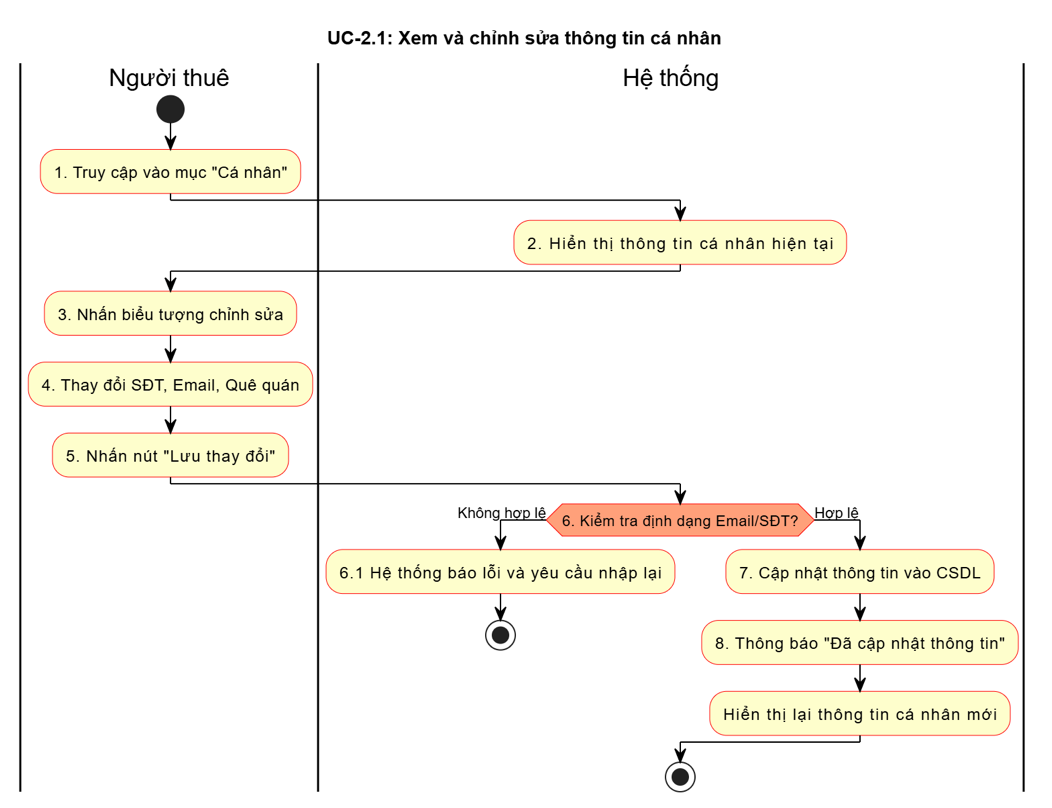 UC-2.1: Xem và chỉnh sửa thông tin cá nhân
Người thuê
Hệ thống
1. Truy cập vào mục "Cá nhân"
2. Hiển thị thông tin cá nhân hiện tại
3. Nhấn biểu tượng chỉnh sửa
4. Thay đổi SĐT, Email, Quê quán
5. Nhấn nút "Lưu thay đổi"
Không hợp lệ
6. Kiểm tra định dạng Email/SĐT?
Hợp lệ
6.1 Hệ thống báo lỗi và yêu cầu nhập lại
7. Cập nhật thông tin vào CSDL
8. Thông báo "Đã cập nhật thông tin"
Hiển thị lại thông tin cá nhân mới